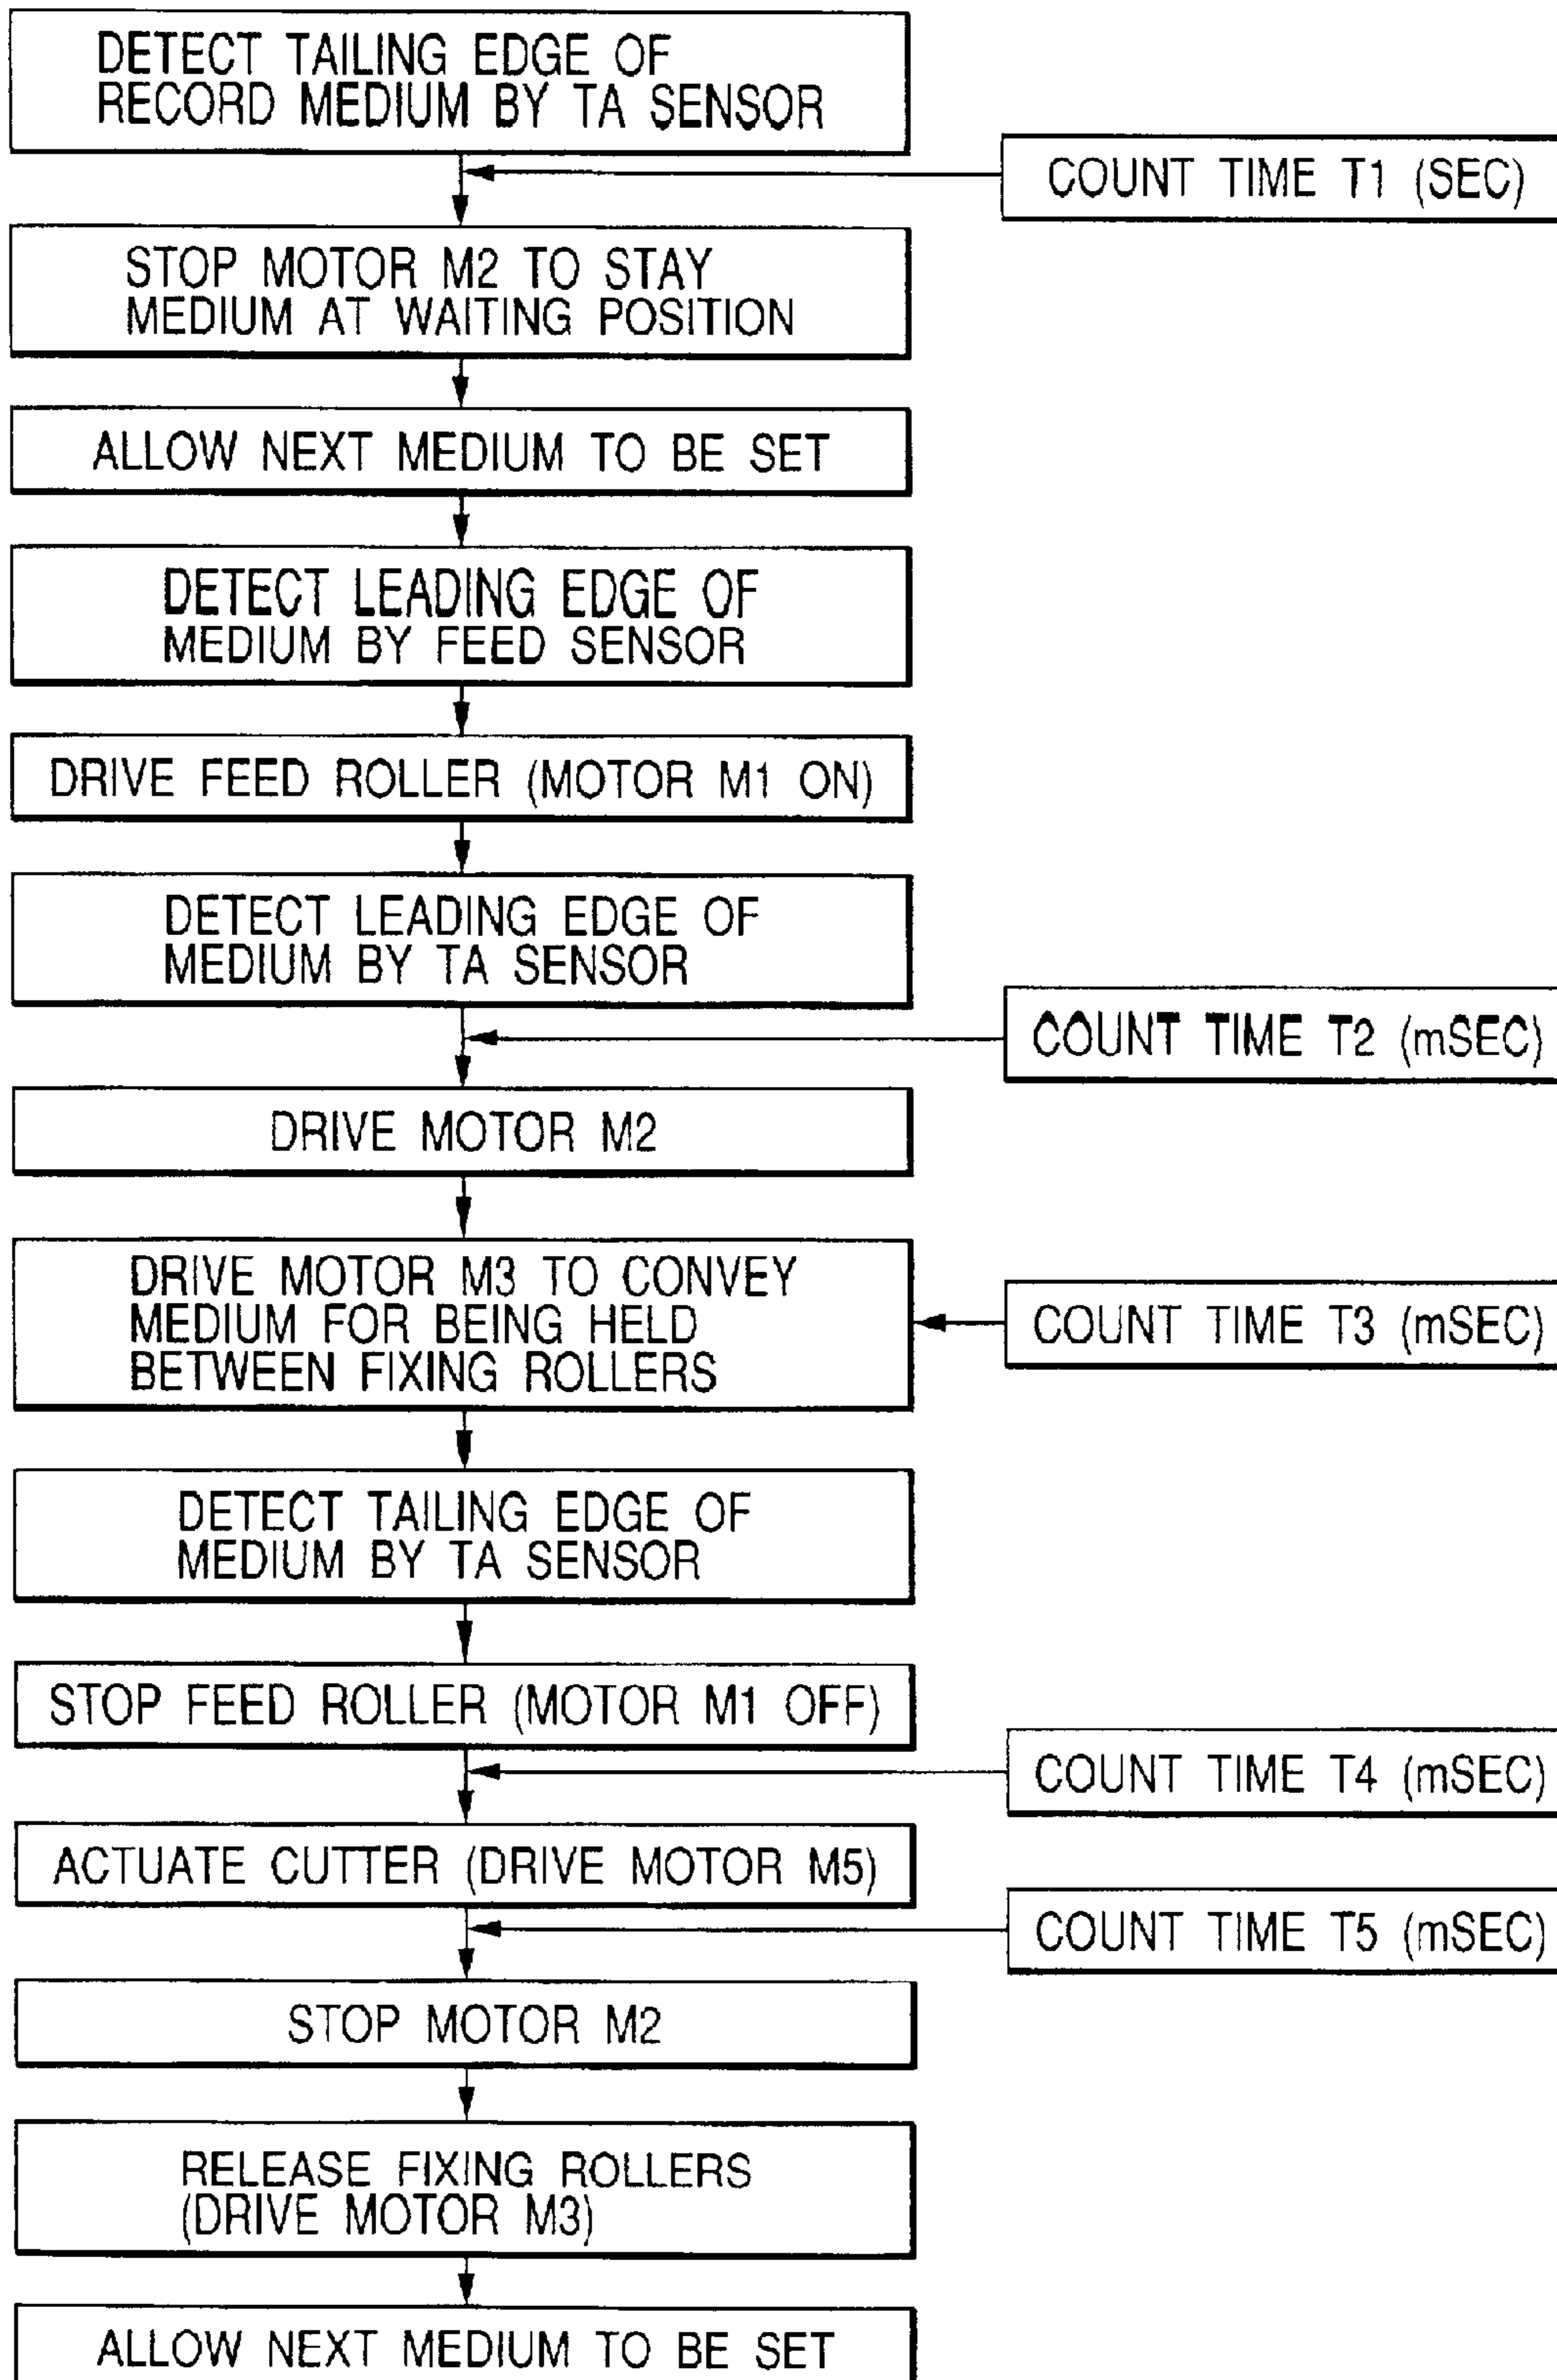 DETECT TAILING EDGE OF
RECORD MEDIUM BY TA SENSOR
COUNT TIME T1 (SEC)
STOP MOTOR M2 TO STAY
MEDIUM AT WAITING POSITION
ALLOW NEXT MEDIUM TO BE SET
DETECT LEADING EDGE OF
MEDIUM BY FEED SENSOR
DRIVE FEED ROLLER (MOTOR M1 ON)
DETECT LEADING EDGE OF
MEDIUM BY TA SENSOR
COUNT TIME T2 (mSEC)
DRIVE MOTOR M2
DRIVE MOTOR M3 TO CONVEY
MEDIUM FOR BEING HELD
BETWEEN FIXING ROLLERS
COUNT TIME T3 (mSEC)
DETECT TAILING EDGE OF
MEDIUM BY TA SENSOR
STOP FEED ROLLER (MOTOR M1 OFF)
COUNT TIME T4 (mSEC)
ACTUATE CUTTER (DRIVE MOTOR M5)
COUNT TIME T5 (mSEC)
STOP MOTOR M2
RELEASE FIXING ROLLERS
(DRIVE MOTOR M3)
ALLOW NEXT MEDIUM TO BE SET